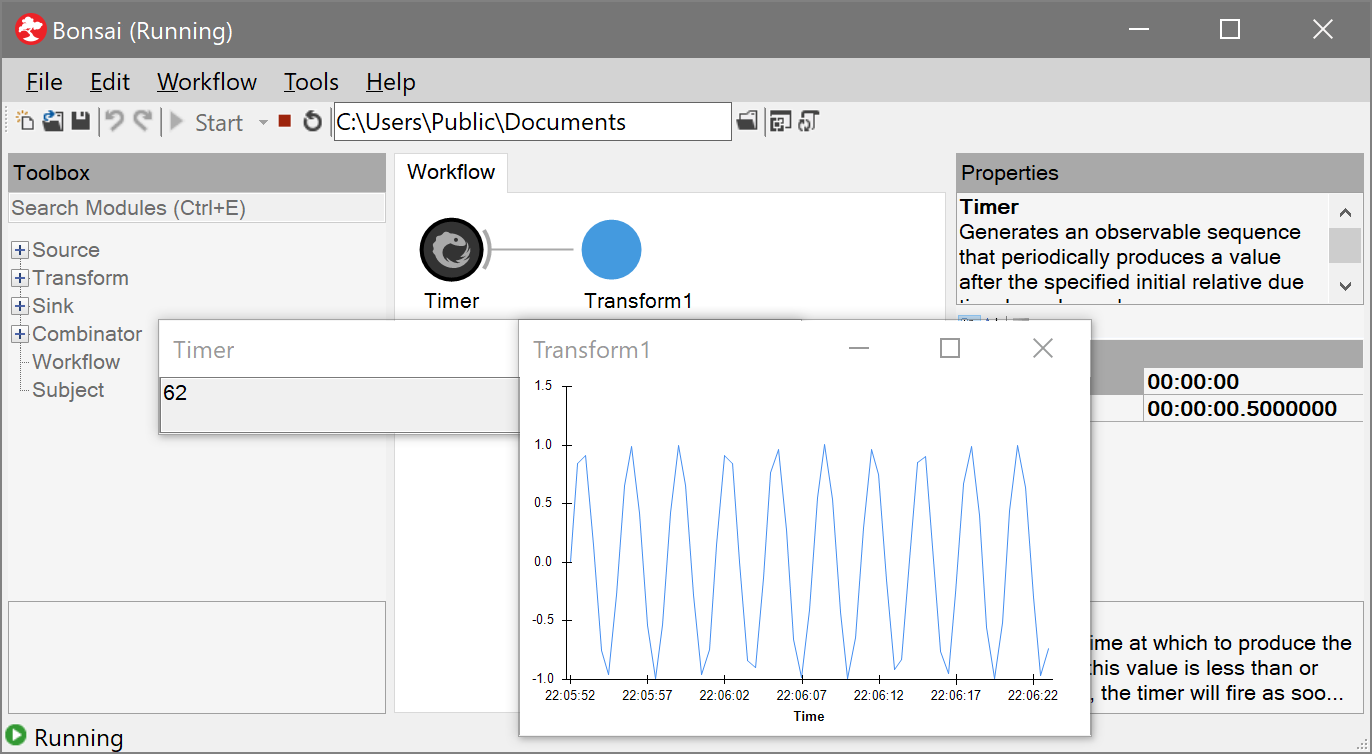 Bonsai (Running)
File Edit Workflow Tools Help
Start
C:\Users\Public\Documents
Toolbox
Search Modules (Ctrl+E)
Source
Transform
Sink
Combinator
Workflow
Subject
Workflow
Timer
Transform1
Properties
Timer
Generates an observable sequence
that periodically produces a value
after the specified initial relative due
00:00:00
00:00:00.5000000
Timer
62
Transform1
1.5
1.0
0.5
0.0
-0.5
-1.0
22:05:52 22:05:57 22:06:02 22:06:07 22:06:12 22:06:17 22:06:22
Time
ime at which to produce the
this value is less than or
, the timer will fire as soo...
Running